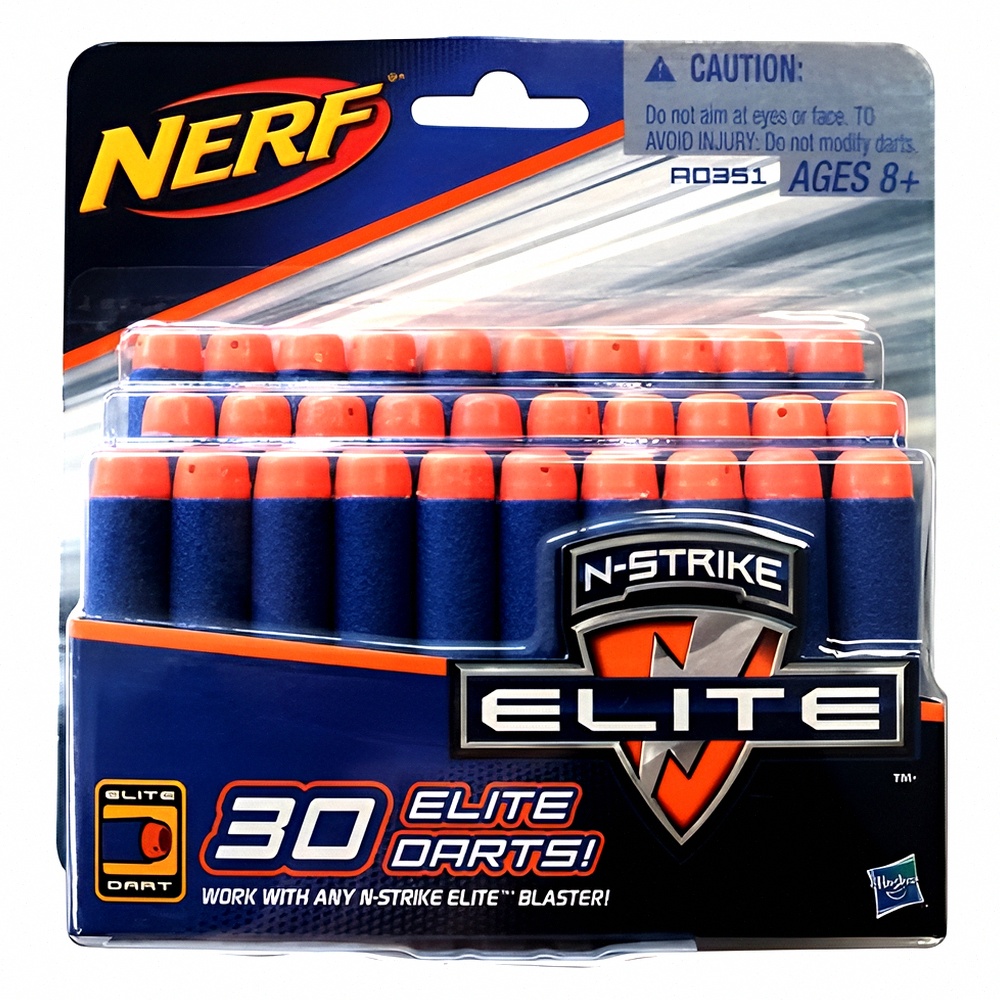 NERF
CAUTION:
Do not aim at eyes or face. TO
AVOID INJURY: Do not modify darts.
A0351 AGES 8+
N-STRIKE
ELITE
TM
ELITE
DART
30 ELITE
DARTS!
WORK WITH ANY N-STRIKE ELITE™ BLASTER!
Hasbro